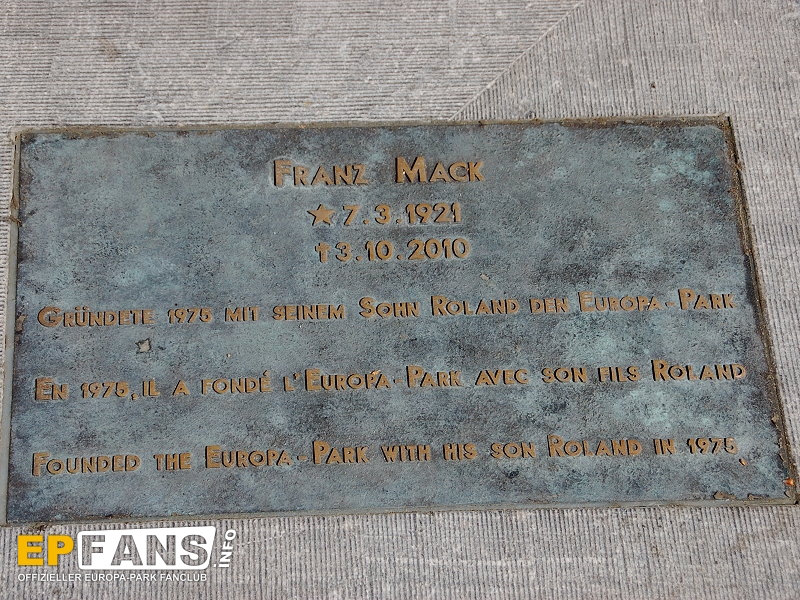 Franz Mack
★ 7.3.1921
✝ 3.10.2010
Gründete 1975 mit seinem Sohn Roland den Europa-Park
En 1975, il a fondé l'Europa-Park avec son fils Roland
Founded the Europa-Park with his son Roland in 1975
EPFANS.INFO
OFFIZIELLER EUROPA-PARK FANCLUB